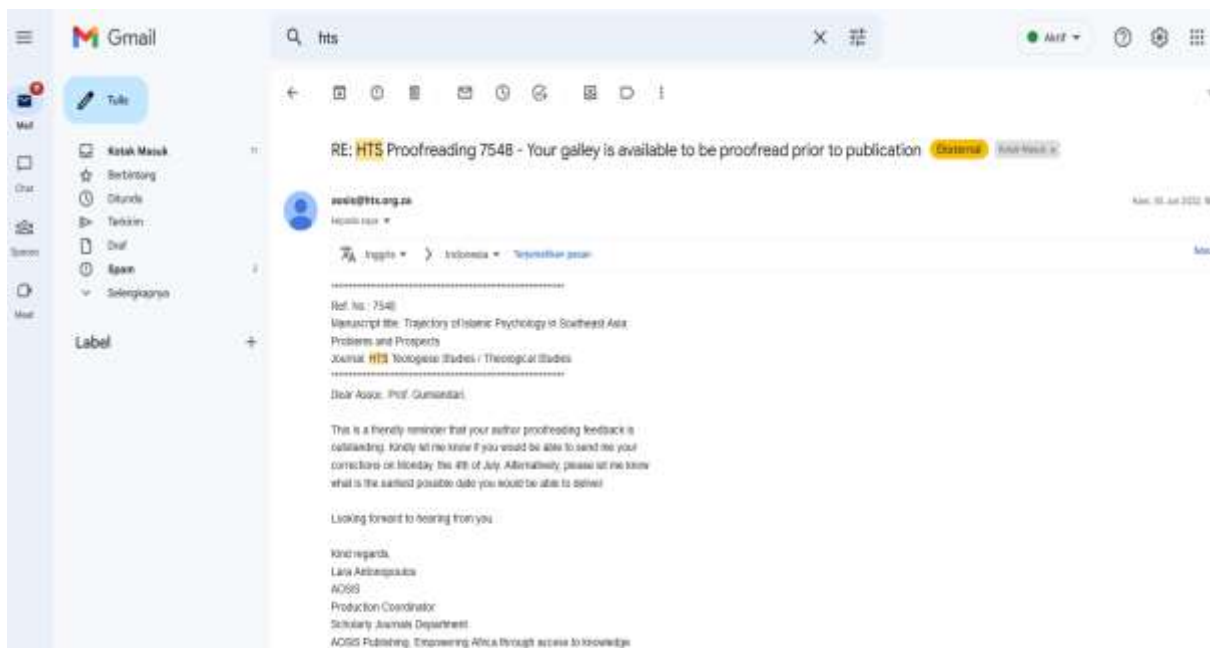 Gmail
hts
Aktif
Tulis
Mail
Kotak Masuk
Berbintang
Chat
Ditunda
Terkirim
Spaces
Draf
Spam
Meet
Selengkapnya
Label
RE: HTS Proofreading 7548 - Your galley is available to be proofread prior to publication Eksternal Kotak Masuk x
aosis@hts.org.za
kepada saya
Inggris Indonesia Terjemahkan pesan
Ref. No.: 7548
Manuscript title: Trajectory of Islamic Psychology in Southeast Asia
Problems and Prospects
Journal: HTS Teologiese Studies / Theological Studies
Dear Assoc. Prof. Gumiandari,
This is a friendly reminder that your author proofreading feedback is
outstanding. Kindly let me know if you would be able to send me your
corrections on Monday, the 4th of July. Alternatively, please let me know
what is the earliest possible date you would be able to deliver
Looking forward to hearing from you.
Kind regards,
Lara Antonopoulos
AOSIS
Production Coordinator
Scholarly Journals Department
AOSIS Publishing, Empowering Africa through access to knowledge